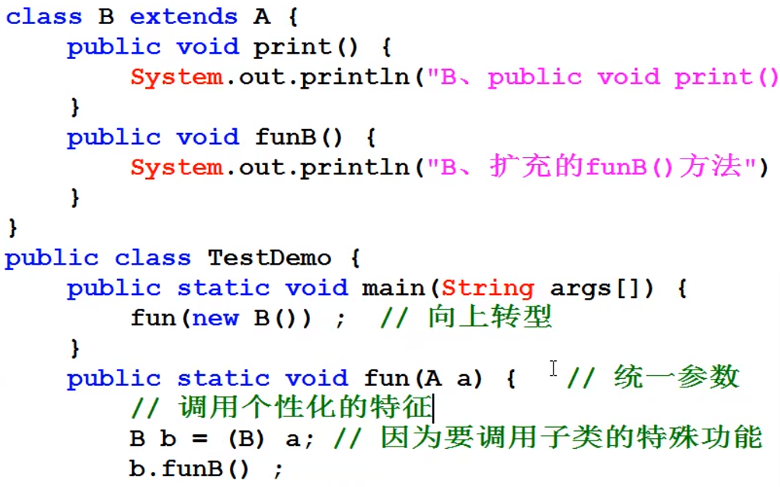 class B extends A {
public void print() {
System.out.println("B、public void print()
}
public void funB() {
System.out.println("B、扩充的funB()方法")
}
}
public class TestDemo {
public static void main(String args[]) {
fun(new B()) ; // 向上转型
}
public static void fun(A a) { // 统一参数
// 调用个性化的特征
B b = (B) a; // 因为要调用子类的特殊功能
b.funB() ;